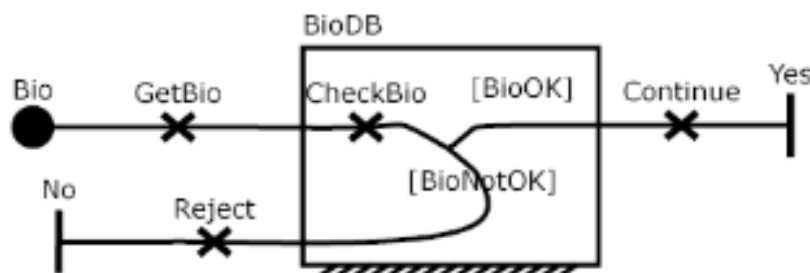 BioDB
Bio
GetBio
CheckBio
[BioOK]
Continue
Yes
[BioNotOK]
No
Reject